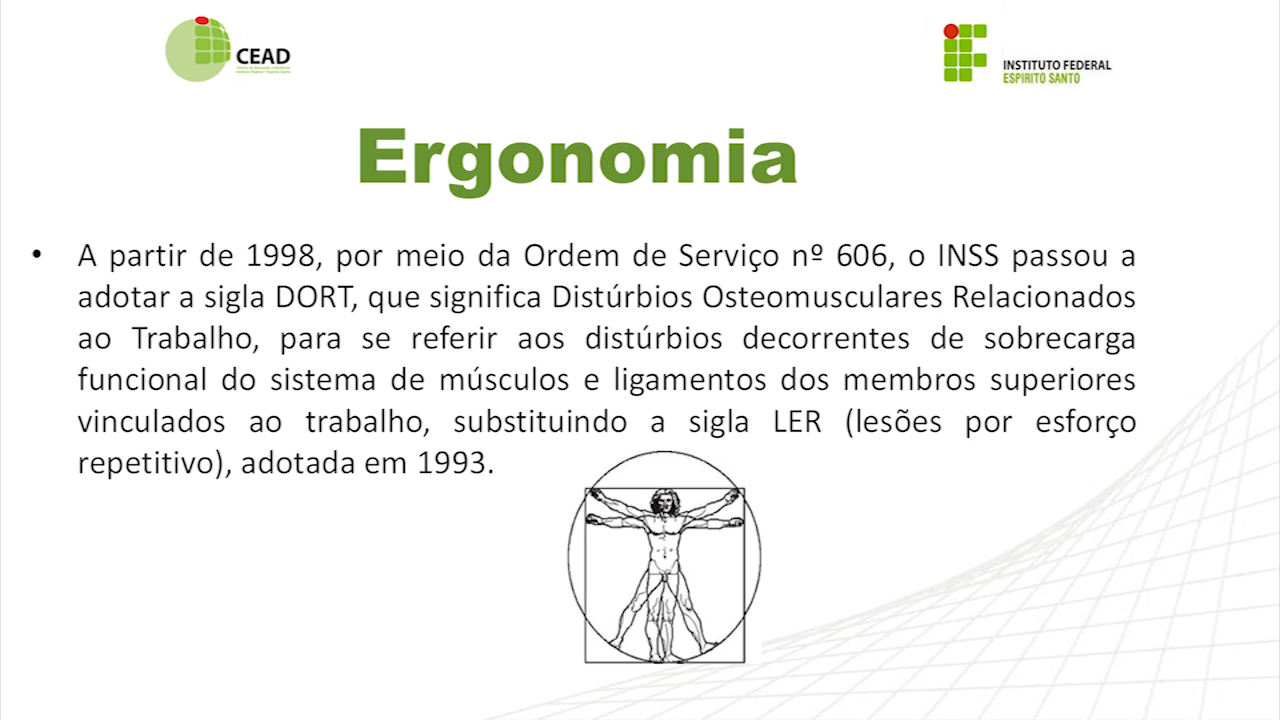 CEAD
INSTITUTO FEDERAL
ESPÍRITO SANTO
Ergonomia
• A partir de 1998, por meio da Ordem de Serviço nº 606, o INSS passou a
adotar a sigla DORT, que significa Distúrbios Osteomusculares Relacionados
ao Trabalho, para se referir aos distúrbios decorrentes de sobrecarga
funcional do sistema de músculos e ligamentos dos membros superiores
vinculados ao trabalho, substituindo a sigla LER (lesões por esforço
repetitivo), adotada em 1993.